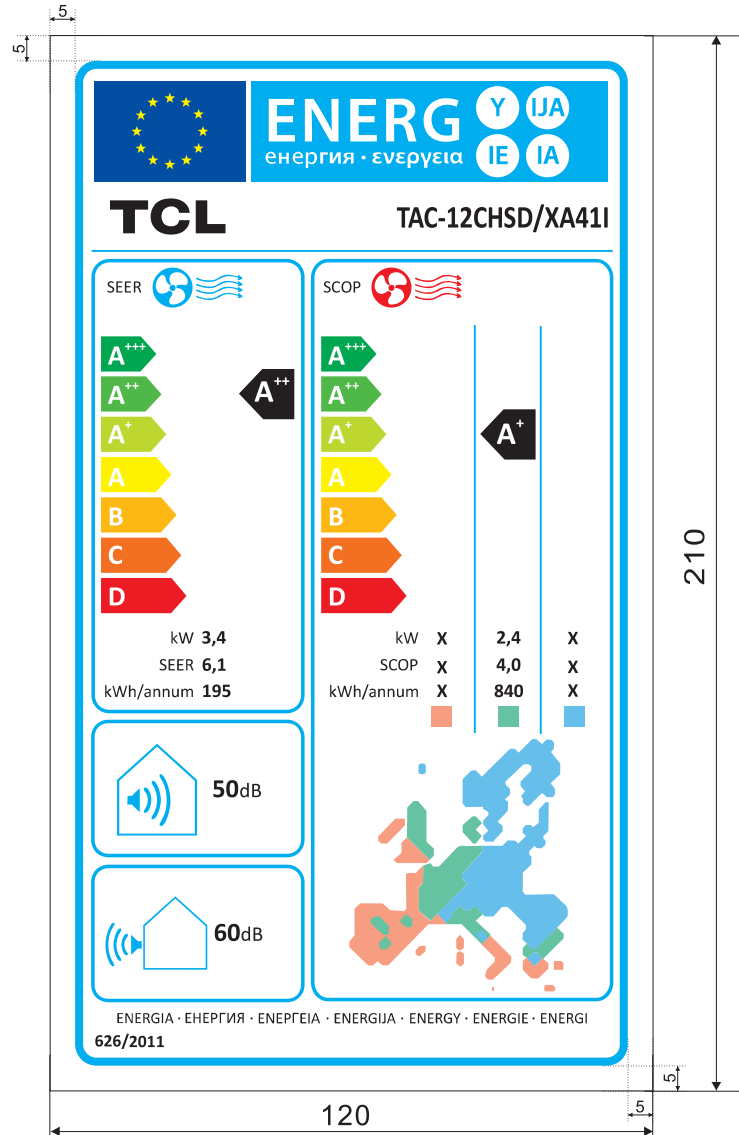 5
5
ENERG
енергия · ενεργεια
Y IJA
IE IA
TCL
TAC-12CHSD/XA41I
SEER
A+++
A++
A+
A
B
C
D
A++
kW 3,4
SEER 6,1
kWh/annum 195
SCOP
A+++
A++
A+
A
B
C
D
A+
kW X 2,4 X
SCOP X 4,0 X
kWh/annum X 840 X
50dB
60dB
ENERGIA · ЕНЕРГИЯ · ΕΝΕΡΓΕΙΑ · ENERGIJA · ENERGY · ENERGIE · ENERGI
626/2011
210
5
5
120